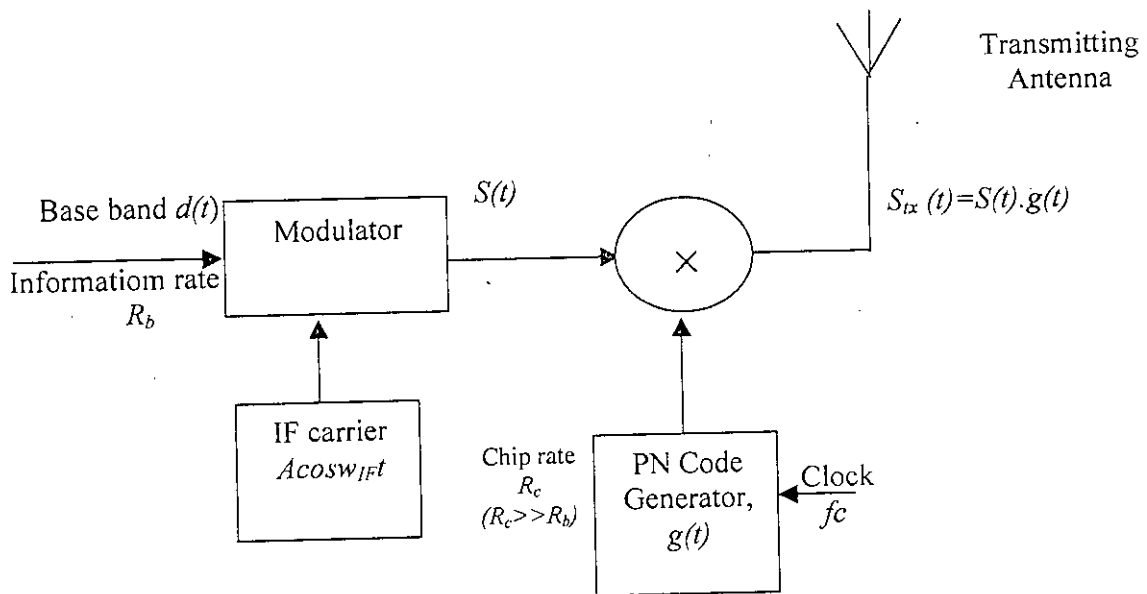 Transmitting
Antenna
Base band d(t)
Informatiom rate
R_b
Modulator
S(t)
×
S_tx (t)=S(t).g(t)
IF carrier
Acosw_IFt
Chip rate
R_c
(R_c>>R_b)
PN Code
Generator,
g(t)
Clock
fc